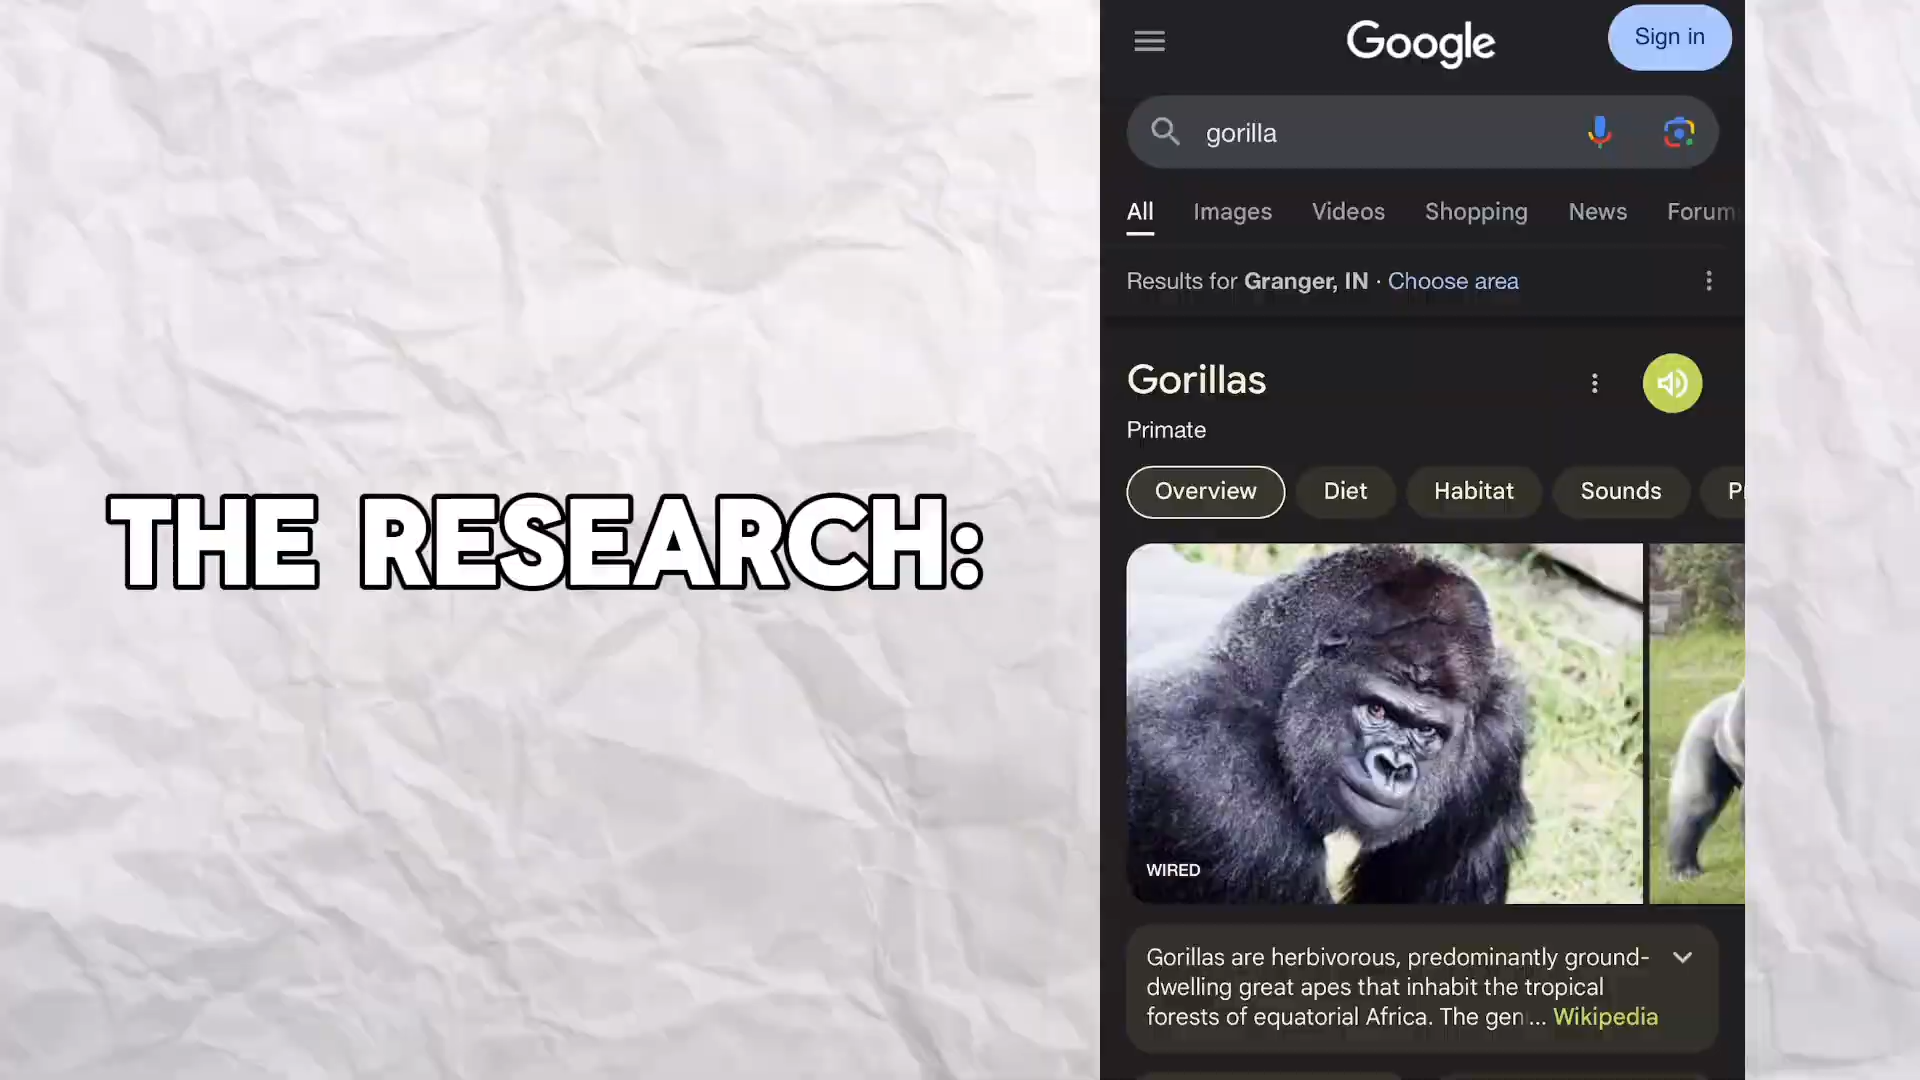 THE RESEARCH:
Google
Sign in
gorilla
All Images Videos Shopping News Forum
Results for Granger, IN · Choose area
Gorillas
Primate
Overview Diet Habitat Sounds
WIRED
Gorillas are herbivorous, predominantly ground-
dwelling great apes that inhabit the tropical
forests of equatorial Africa. The gen... Wikipedia